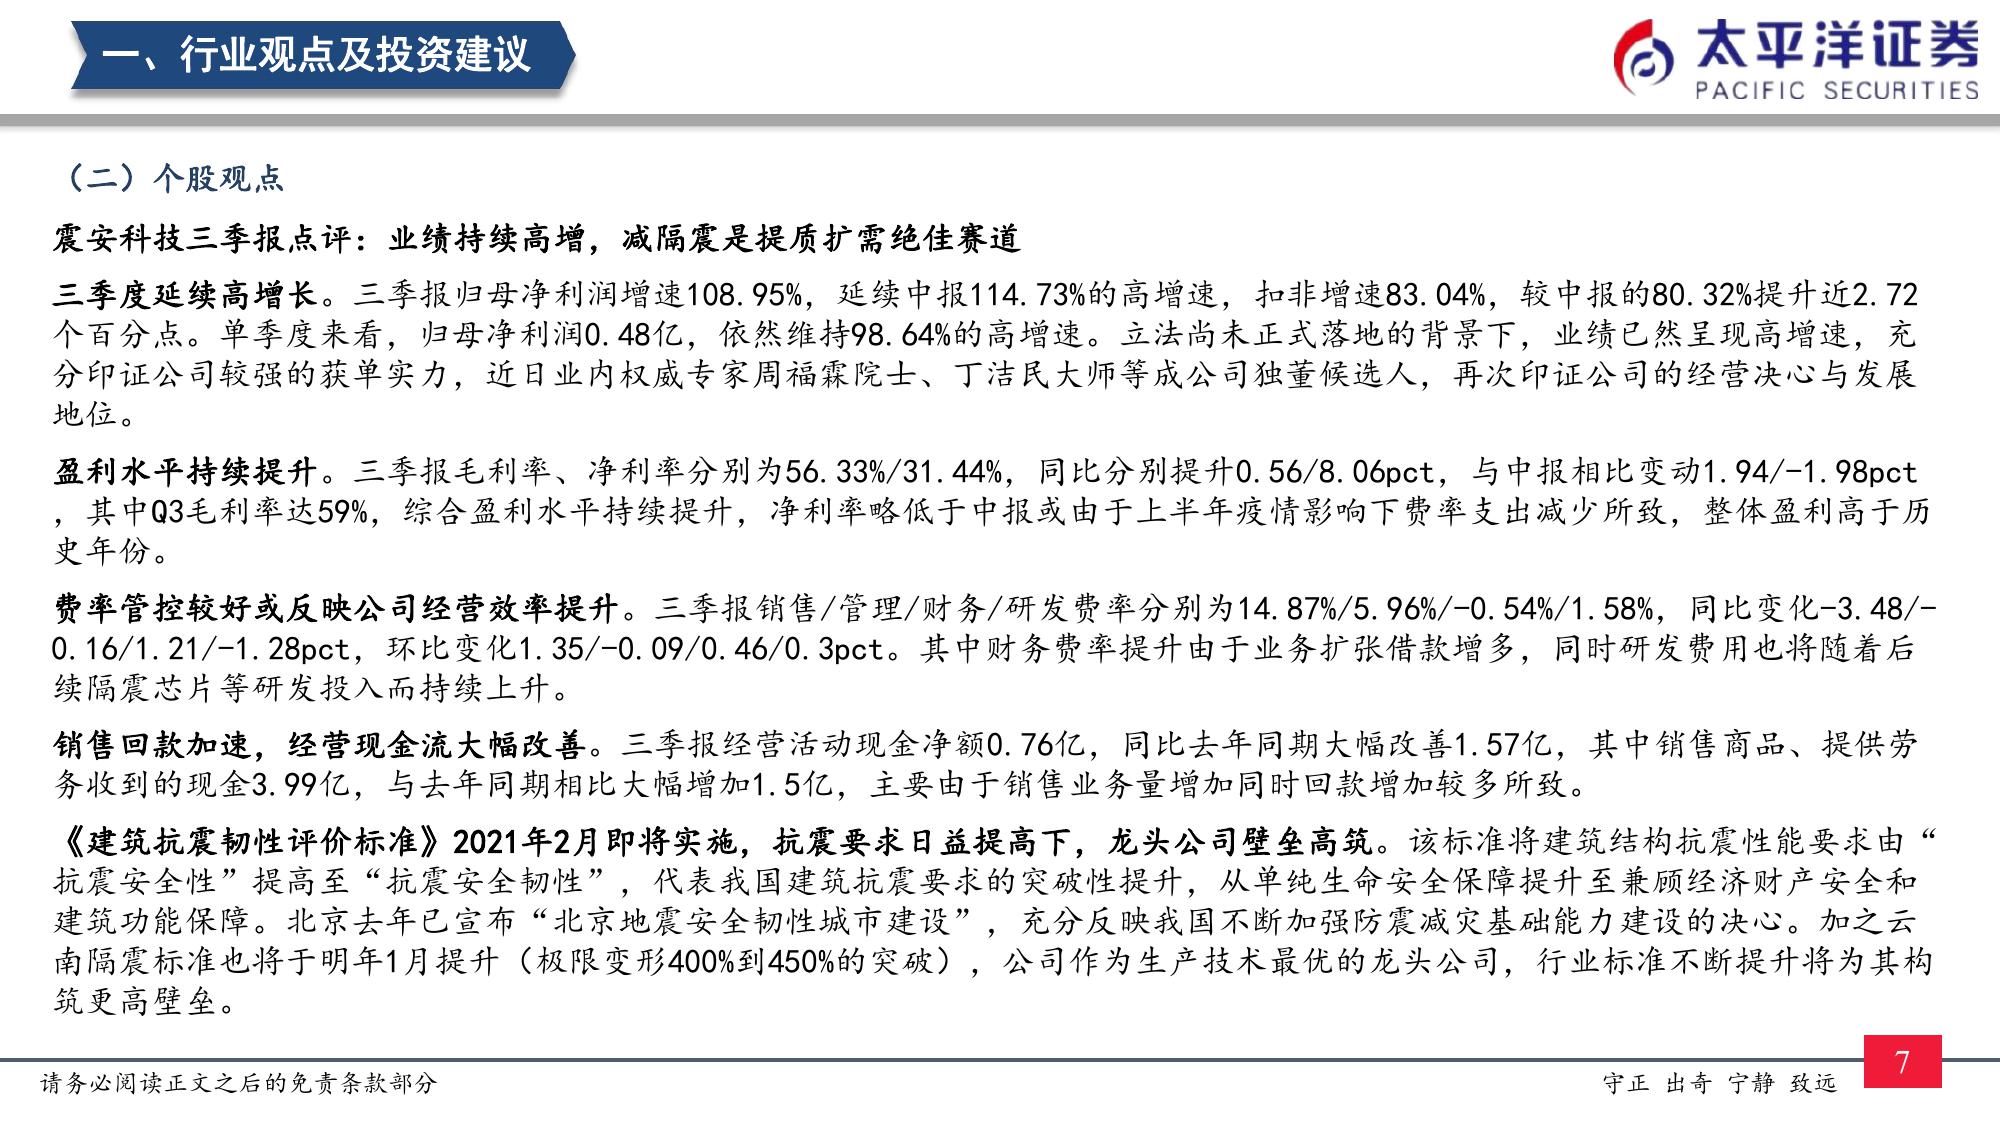 一、行业观点及投资建议
太平洋证券
PACIFIC SECURITIES
（二）个股观点
震安科技三季报点评：业绩持续高增，减隔震是提质扩需绝佳赛道
三季度延续高增长。三季报归母净利润增速108.95%，延续中报114.73%的高增速，扣非增速83.04%，较中报的80.32%提升近2.72
个百分点。单季度来看，归母净利润0.48亿，依然维持98.64%的高增速。立法尚未正式落地的背景下，业绩已然呈现高增速，充
分印证公司较强的获单实力，近日业内权威专家周福霖院士、丁洁民大师等成公司独董候选人，再次印证公司的经营决心与发展
地位。
盈利水平持续提升。三季报毛利率、净利率分别为56.33%/31.44%，同比分别提升0.56/8.06pct，与中报相比变动1.94/-1.98pct
，其中Q3毛利率达59%，综合盈利水平持续提升，净利率略低于中报或由于上半年疫情影响下费率支出减少所致，整体盈利高于历
史年份。
费率管控较好或反映公司经营效率提升。三季报销售/管理/财务/研发费率分别为14.87%/5.96%/-0.54%/1.58%，同比变化-3.48/-
0.16/1.21/-1.28pct，环比变化1.35/-0.09/0.46/0.3pct。其中财务费率提升由于业务扩张借款增多，同时研发费用也将随着后
续隔震芯片等研发投入而持续上升。
销售回款加速，经营现金流大幅改善。三季报经营活动现金净额0.76亿，同比去年同期大幅改善1.57亿，其中销售商品、提供劳
务收到的现金3.99亿，与去年同期相比大幅增加1.5亿，主要由于销售业务量增加同时回款增加较多所致。
《建筑抗震韧性评价标准》2021年2月即将实施，抗震要求日益提高下，龙头公司壁垒高筑。该标准将建筑结构抗震性能要求由“
抗震安全性”提高至“抗震安全韧性”，代表我国建筑抗震要求的突破性提升，从单纯生命安全保障提升至兼顾经济财产安全和
建筑功能保障。北京去年已宣布“北京地震安全韧性城市建设”，充分反映我国不断加强防震减灾基础能力建设的决心。加之云
南隔震标准也将于明年1月提升（极限变形400%到450%的突破），公司作为生产技术最优的龙头公司，行业标准不断提升将为其构
筑更高壁垒。
请务必阅读正文之后的免责条款部分
守正 出奇 宁静 致远
7